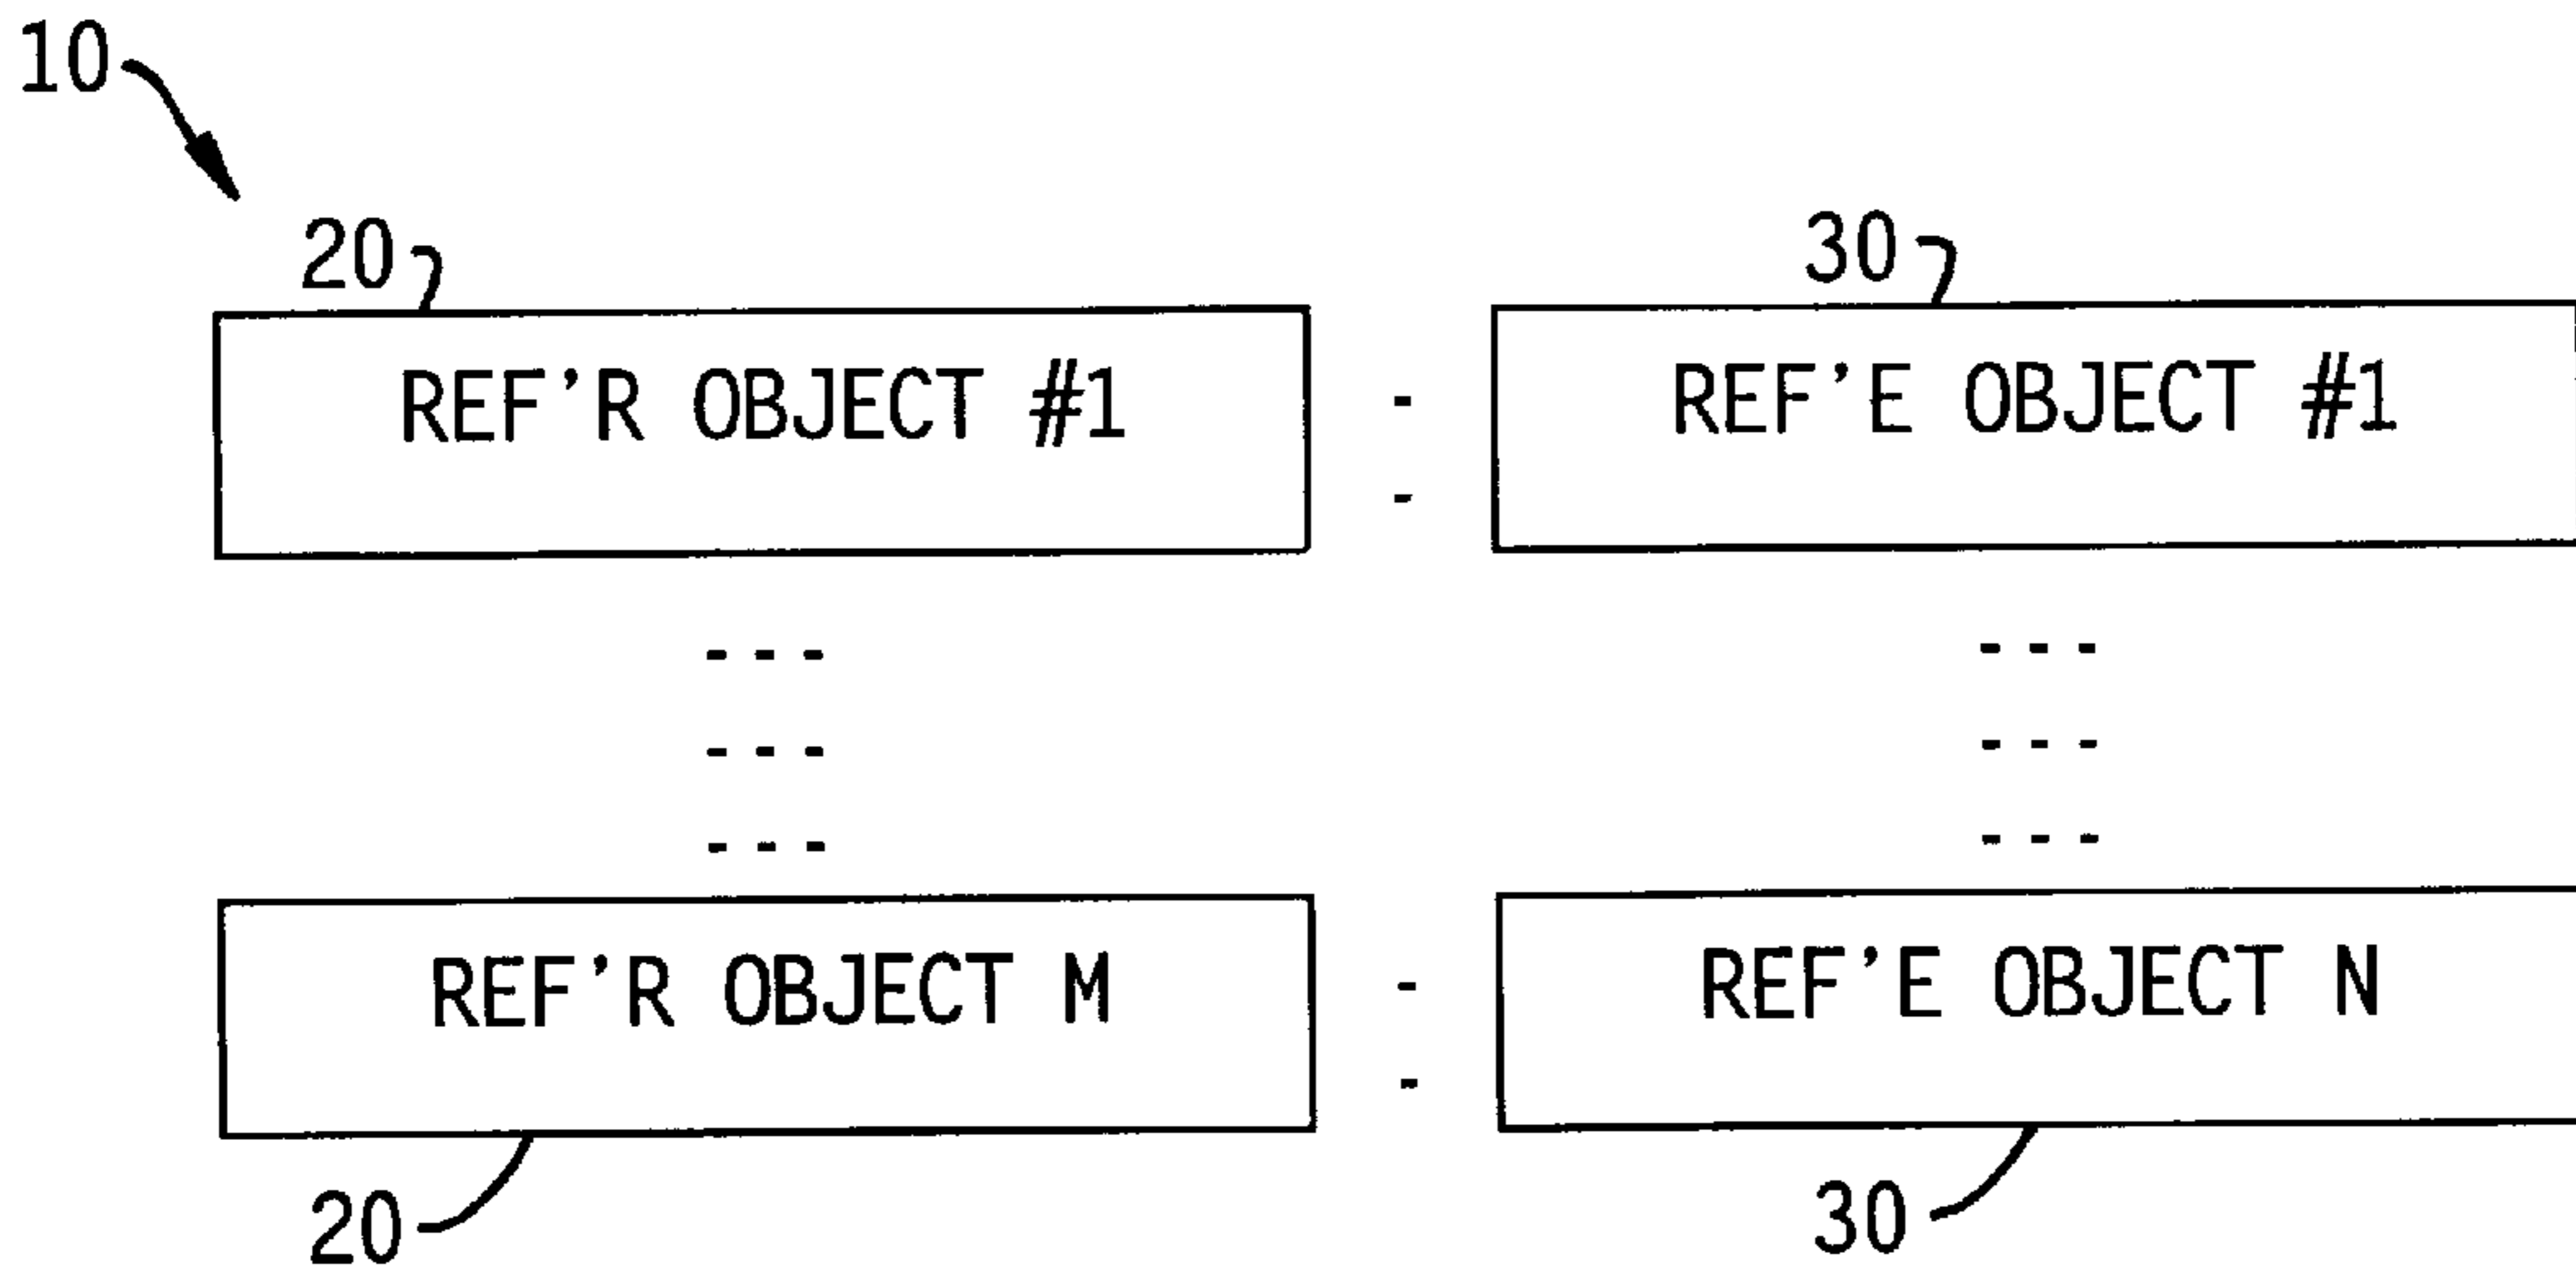 10
20
30
REF'R OBJECT #1
REF'E OBJECT #1
REF'R OBJECT M
REF'E OBJECT N
20
30